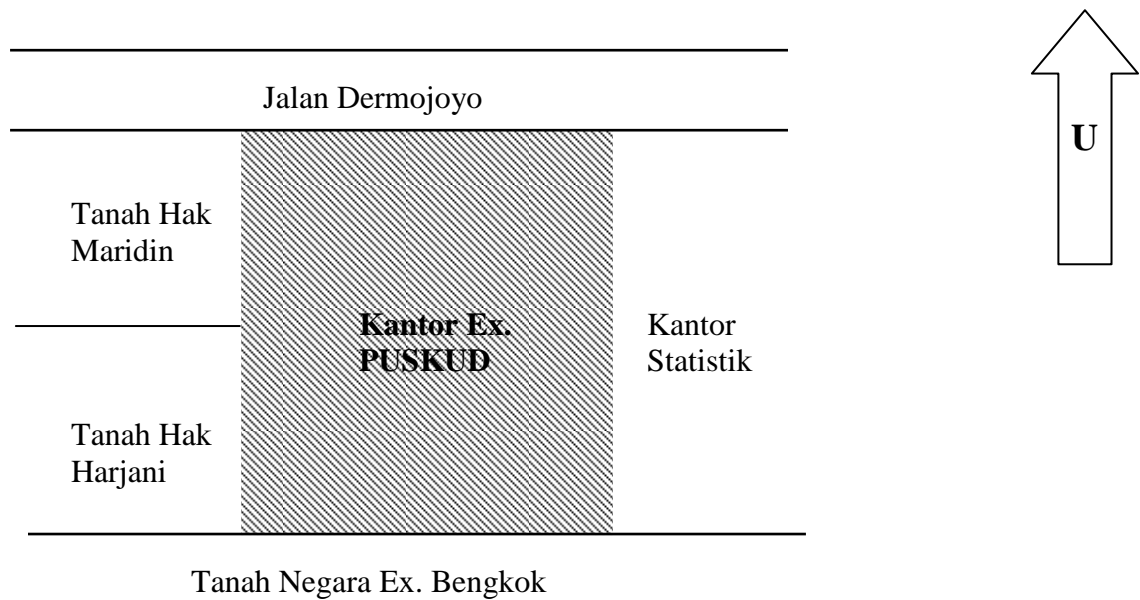 Jalan Dermojoyo
U
Tanah Hak
Maridin
Kantor Ex.
PUSKUD
Kantor
Statistik
Tanah Hak
Harjani
Tanah Negara Ex. Bengkok